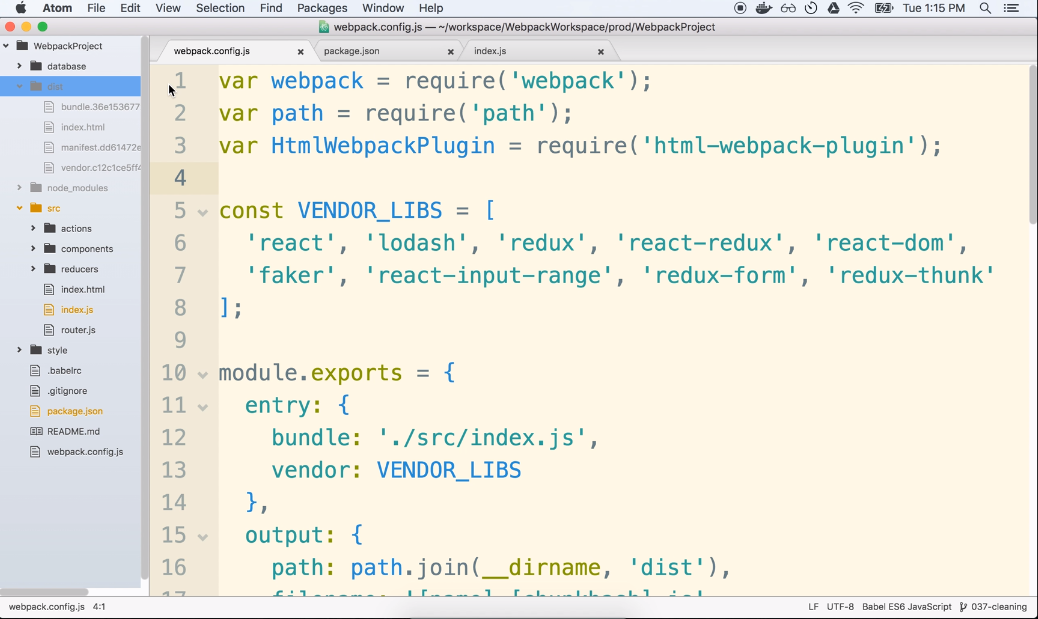 Atom File Edit View Selection Find Packages Window Help Tue 1:15 PM
webpack.config.js — ~/workspace/WebpackWorkspace/prod/WebpackProject
WebpackProject
database
dist
bundle.36e153677
index.html
manifest.dd61472e
vendor.c12c1ce5ff4
node_modules
src
actions
components
reducers
index.html
index.js
router.js
style
.babelrc
.gitignore
package.json
README.md
webpack.config.js
webpack.config.js package.json index.js
1 var webpack = require('webpack');
2 var path = require('path');
3 var HtmlWebpackPlugin = require('html-webpack-plugin');
4
5 const VENDOR_LIBS = [
6 'react', 'lodash', 'redux', 'react-redux', 'react-dom',
7 'faker', 'react-input-range', 'redux-form', 'redux-thunk'
8 ];
9
10 module.exports = {
11 entry: {
12 bundle: './src/index.js',
13 vendor: VENDOR_LIBS
14 },
15 output: {
16 path: path.join(__dirname, 'dist'),
17 filename: '[name].[chunkhash].js'
webpack.config.js 4:1 LF UTF-8 Babel ES6 JavaScript 037-cleaning